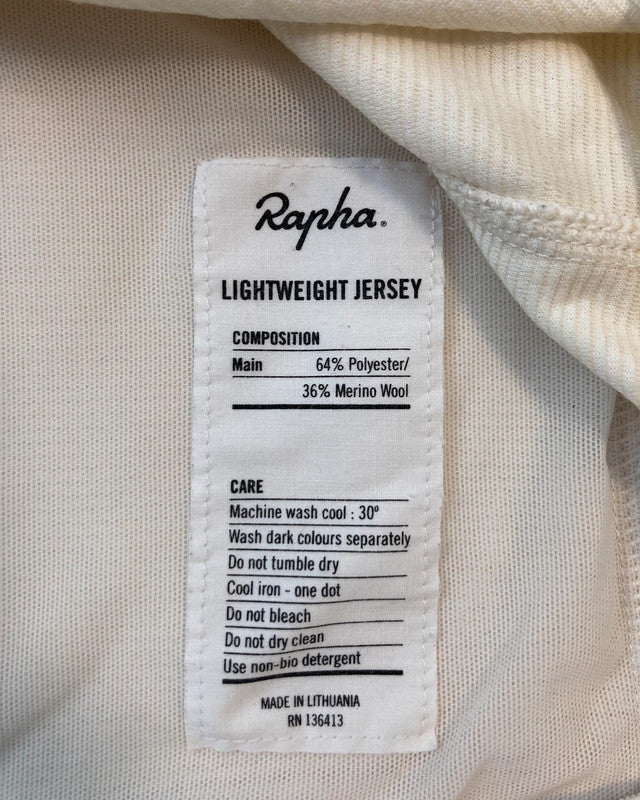 Rapha®
LIGHTWEIGHT JERSEY
COMPOSITION
Main 64% Polyester/
36% Merino Wool
CARE
Machine wash cool : 30º
Wash dark colours separately
Do not tumble dry
Cool iron - one dot
Do not bleach
Do not dry clean
Use non-bio detergent
MADE IN LITHUANIA
RN 136413